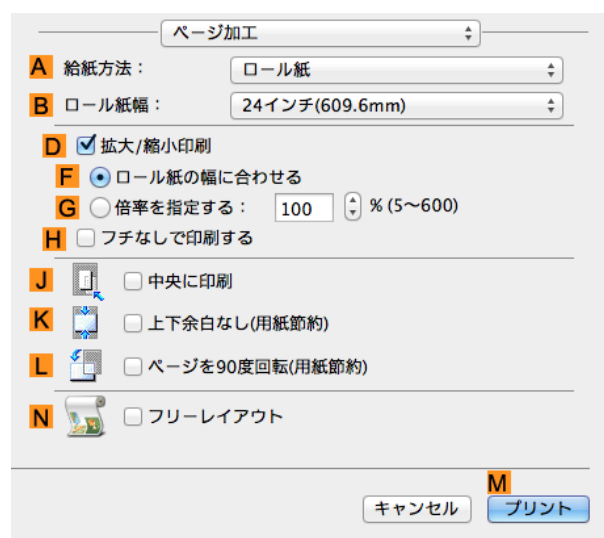 ページ加工
A 給紙方法： ロール紙
B ロール紙幅： 24インチ(609.6mm)
D 拡大/縮小印刷
F ロール紙の幅に合わせる
G 倍率を指定する： 100 % (5～600)
H フチなしで印刷する
J 中央に印刷
K 上下余白なし(用紙節約)
L ページを90度回転(用紙節約)
N フリーレイアウト
M
キャンセル プリント